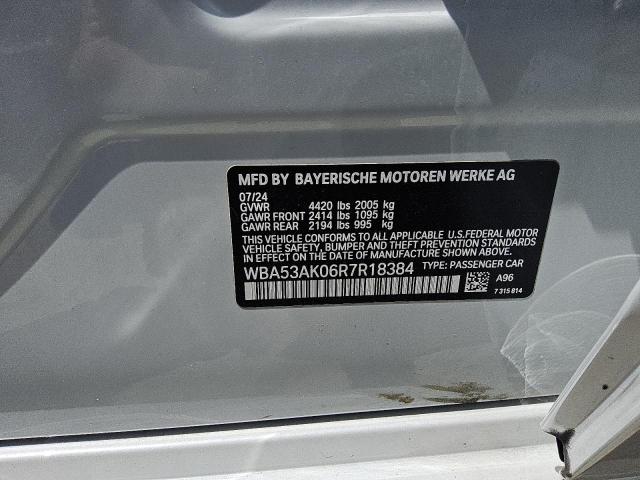 MFD BY BAYERISCHE MOTOREN WERKE AG
07/24
GVWR 4420 lbs 2005 kg
GAWR FRONT 2414 lbs 1095 kg
GAWR REAR 2194 lbs 995 kg
THIS VEHICLE CONFORMS TO ALL APPLICABLE U.S.FEDERAL MOTOR
VEHICLE SAFETY, BUMPER, AND THEFT PREVENTION STANDARDS
IN EFFECT ON THE DATE OF MANUFACTURE SHOWN ABOVE.
WBA53AK06R7R18384 TYPE: PASSENGER CAR
A96
7 315 814